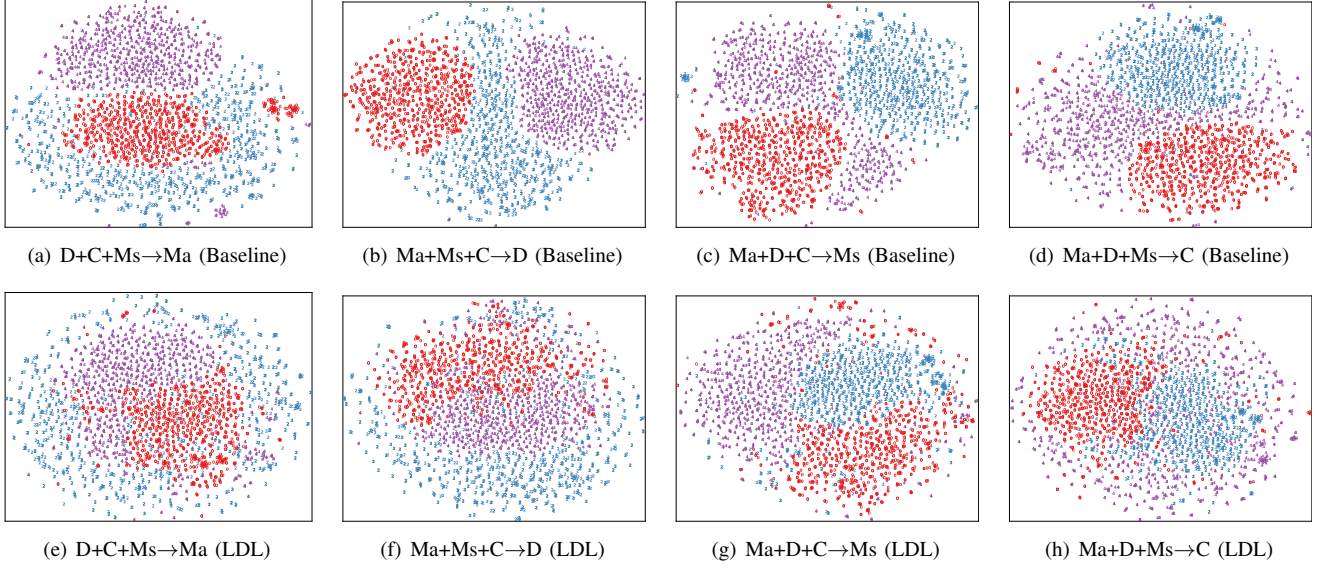 (a) D+C+Ms→Ma (Baseline)
(b) Ma+Ms+C→D (Baseline)
(c) Ma+D+C→Ms (Baseline)
(d) Ma+D+Ms→C (Baseline)
(e) D+C+Ms→Ma (LDL)
(f) Ma+Ms+C→D (LDL)
(g) Ma+D+C→Ms (LDL)
(h) Ma+D+Ms→C (LDL)